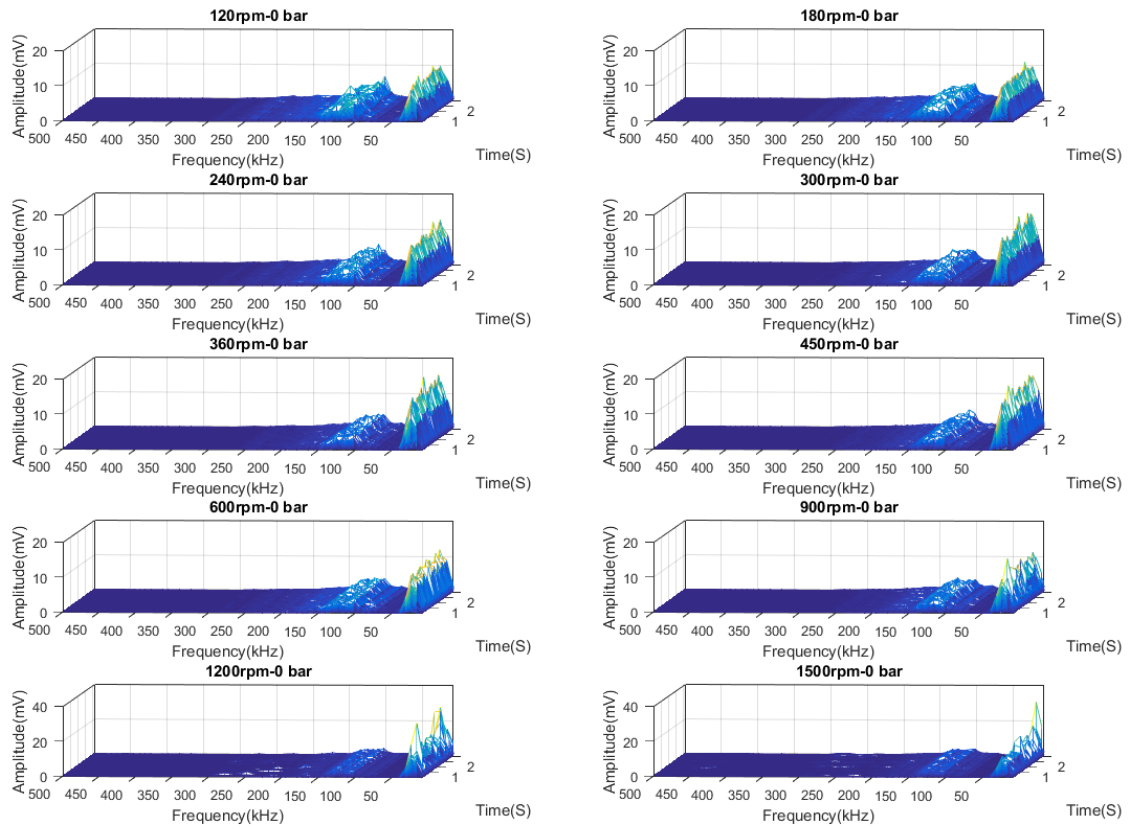 120rpm-0 bar
20
10
0
Amplitude(mV)
500 450 400 350 300 250 200 150 100 50
Frequency(kHz)
1 2
Time(S)
180rpm-0 bar
20
10
0
Amplitude(mV)
500 450 400 350 300 250 200 150 100 50
Frequency(kHz)
1 2
Time(S)
240rpm-0 bar
20
10
0
Amplitude(mV)
500 450 400 350 300 250 200 150 100 50
Frequency(kHz)
1 2
Time(S)
300rpm-0 bar
20
10
0
Amplitude(mV)
500 450 400 350 300 250 200 150 100 50
Frequency(kHz)
1 2
Time(S)
360rpm-0 bar
20
10
0
Amplitude(mV)
500 450 400 350 300 250 200 150 100 50
Frequency(kHz)
1 2
Time(S)
450rpm-0 bar
20
10
0
Amplitude(mV)
500 450 400 350 300 250 200 150 100 50
Frequency(kHz)
1 2
Time(S)
600rpm-0 bar
20
10
0
Amplitude(mV)
500 450 400 350 300 250 200 150 100 50
Frequency(kHz)
1 2
Time(S)
900rpm-0 bar
20
10
0
Amplitude(mV)
500 450 400 350 300 250 200 150 100 50
Frequency(kHz)
1 2
Time(S)
1200rpm-0 bar
40
20
0
Amplitude(mV)
500 450 400 350 300 250 200 150 100 50
Frequency(kHz)
1 2
Time(S)
1500rpm-0 bar
40
20
0
Amplitude(mV)
500 450 400 350 300 250 200 150 100 50
Frequency(kHz)
1 2
Time(S)